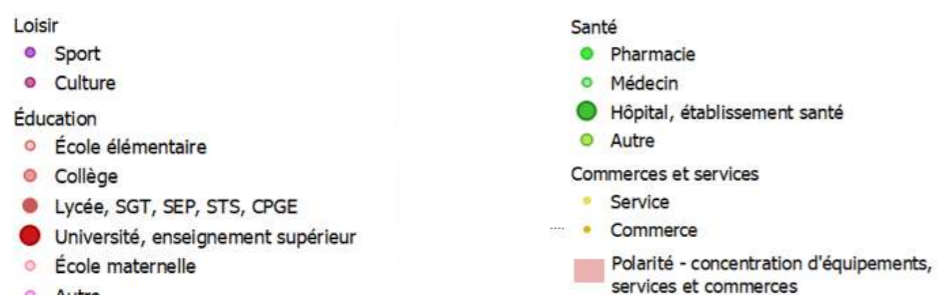 Loisir
Sport
Culture
Éducation
École élémentaire
Collège
Lycée, SGT, SEP, STS, CPGE
Université, enseignement supérieur
École maternelle
Autre
Santé
Pharmacie
Médecin
Hôpital, établissement santé
Autre
Commerces et services
Service
Commerce
Polarité - concentration d'équipements,
services et commerces